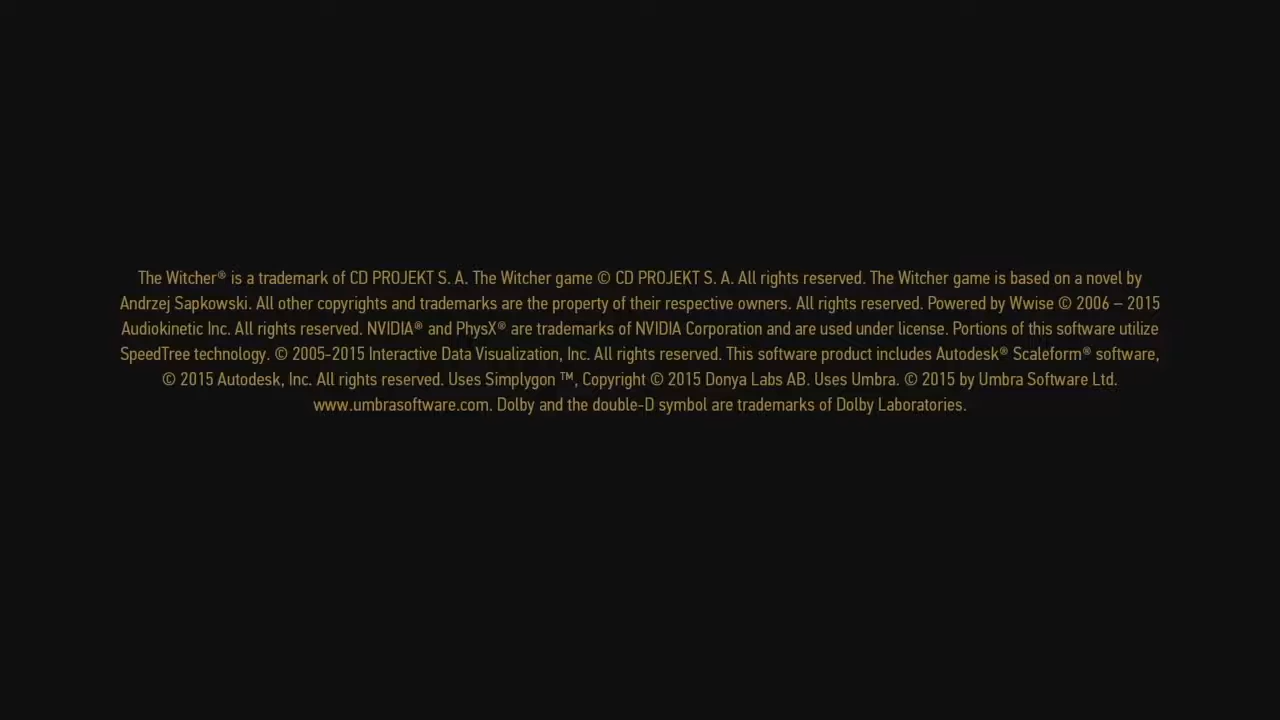 The Witcher® is a trademark of CD PROJEKT S. A. The Witcher game © CD PROJEKT S. A. All rights reserved. The Witcher game is based on a novel by
Andrzej Sapkowski. All other copyrights and trademarks are the property of their respective owners. All rights reserved. Powered by Wwise © 2006 – 2015
Audiokinetic Inc. All rights reserved. NVIDIA® and PhysX® are trademarks of NVIDIA Corporation and are used under license. Portions of this software utilize
SpeedTree technology. © 2005-2015 Interactive Data Visualization, Inc. All rights reserved. This software product includes Autodesk® Scaleform® software,
© 2015 Autodesk, Inc. All rights reserved. Uses Simplygon ™, Copyright © 2015 Donya Labs AB. Uses Umbra. © 2015 by Umbra Software Ltd.
www.umbrasoftware.com. Dolby and the double-D symbol are trademarks of Dolby Laboratories.